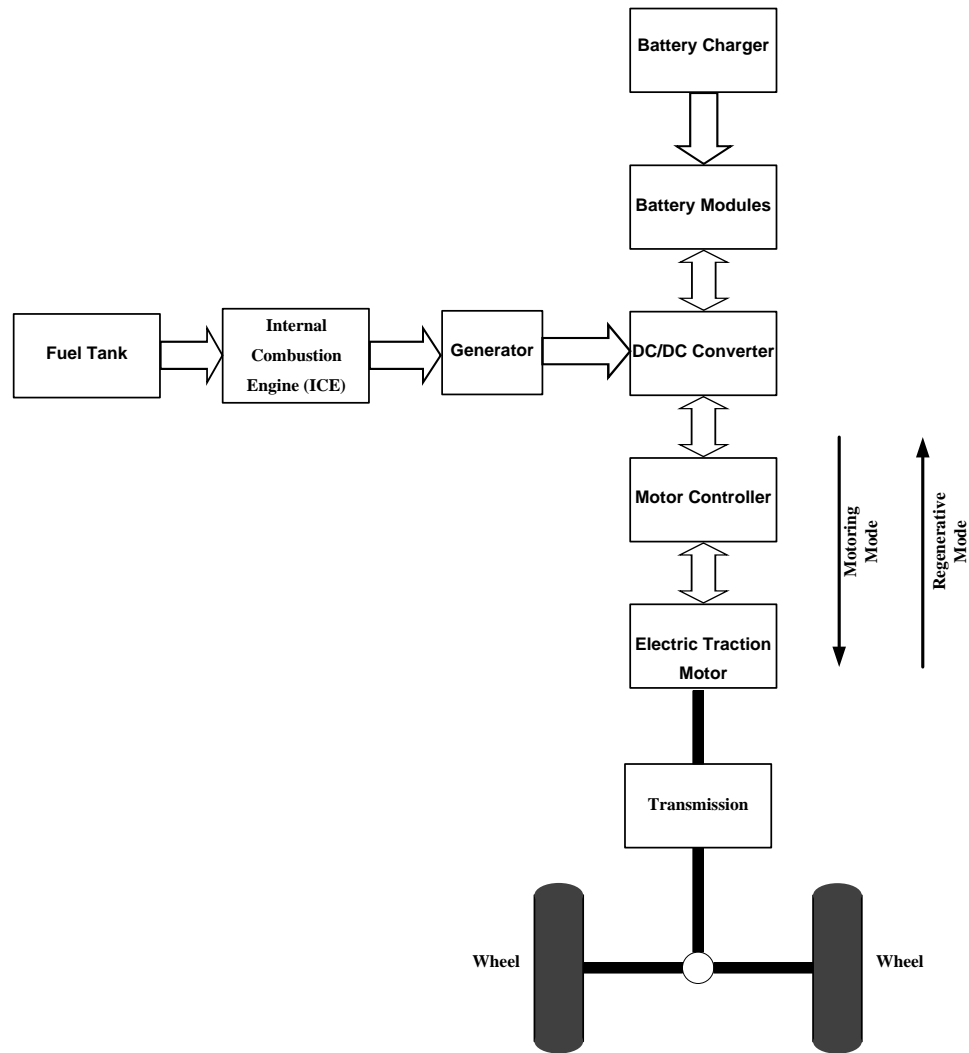 Battery Charger
Battery Modules
Fuel Tank
Internal
Combustion
Engine (ICE)
Generator
DC/DC Converter
Motor Controller
Motoring
Mode
Regenerative
Mode
Electric Traction
Motor
Transmission
Wheel
Wheel